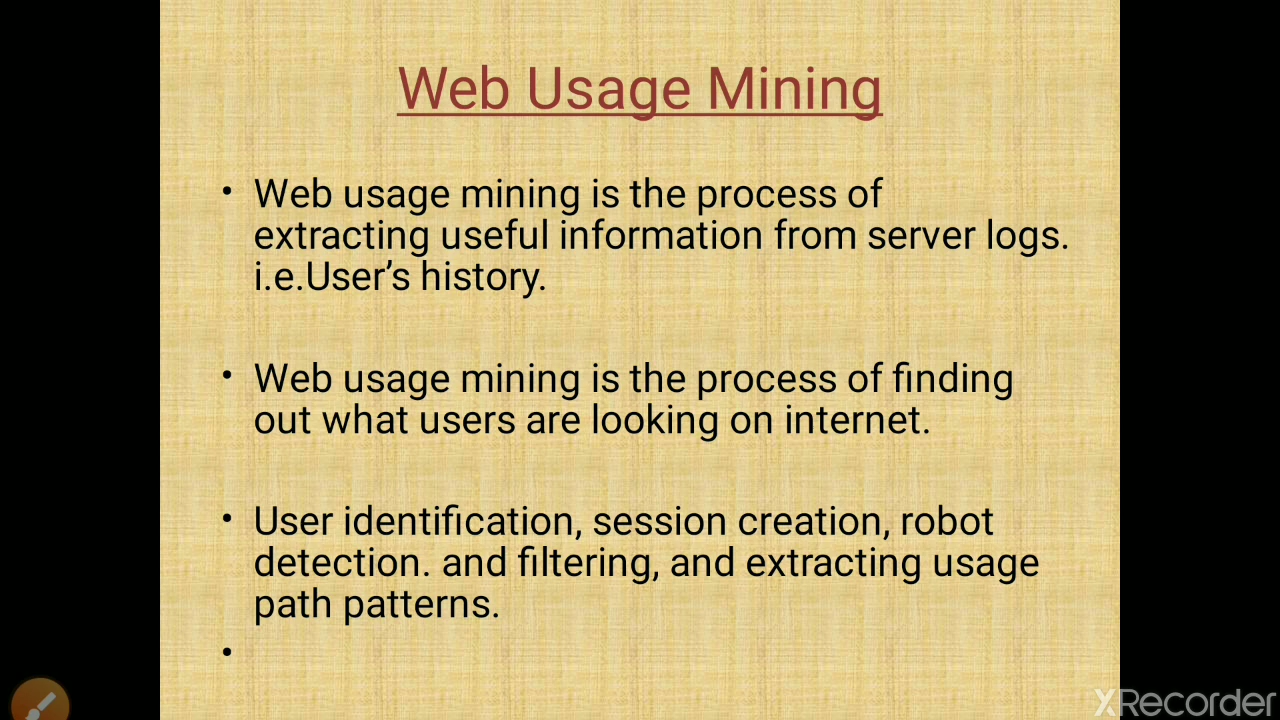 Web Usage Mining
• Web usage mining is the process of
extracting useful information from server logs.
i.e.User’s history.
• Web usage mining is the process of finding
out what users are looking on internet.
• User identification, session creation, robot
detection. and filtering, and extracting usage
path patterns.
•
XRecorder